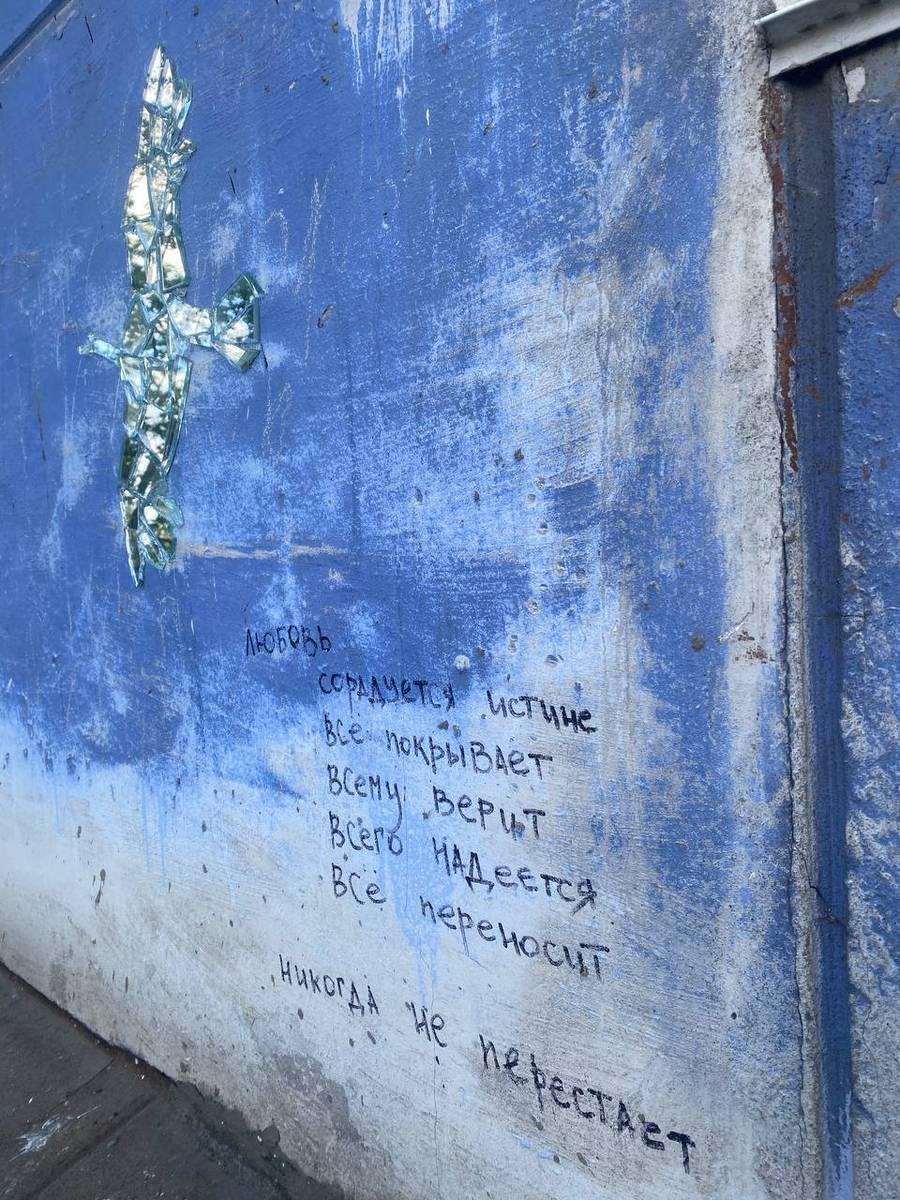 ЛЮБОВЬ
сорадуется истине
всё покрывает
всему верит
всего надеется
всё переносит
никогда не перестает